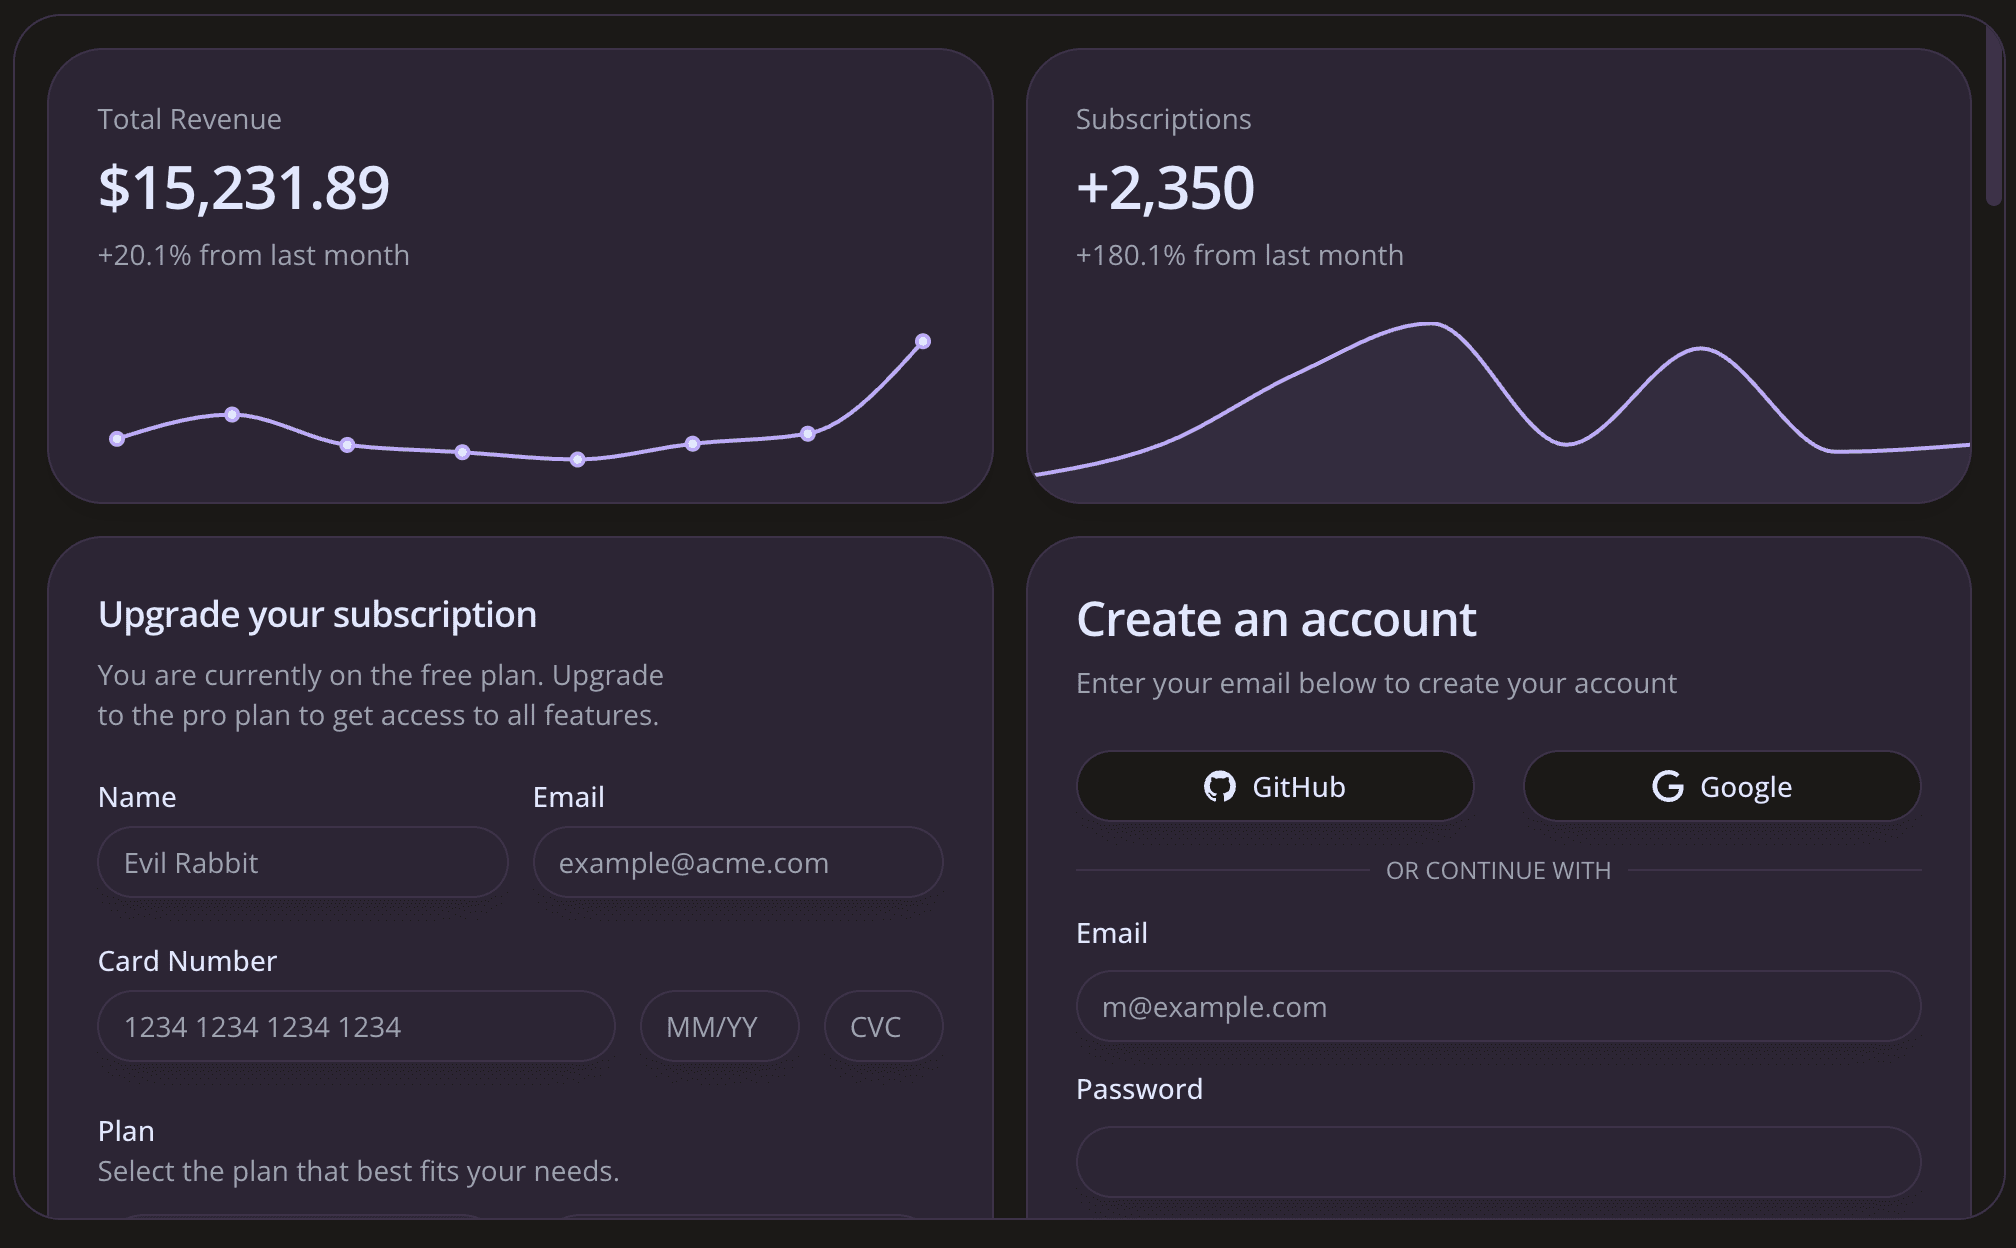 Total Revenue
$15,231.89
+20.1% from last month
Subscriptions
+2,350
+180.1% from last month
Upgrade your subscription
You are currently on the free plan. Upgrade
to the pro plan to get access to all features.
Name
Email
Evil Rabbit
example@acme.com
Card Number
1234 1234 1234 1234
MM/YY
CVC
Plan
Select the plan that best fits your needs.
Create an account
Enter your email below to create your account
GitHub
Google
OR CONTINUE WITH
Email
m@example.com
Password